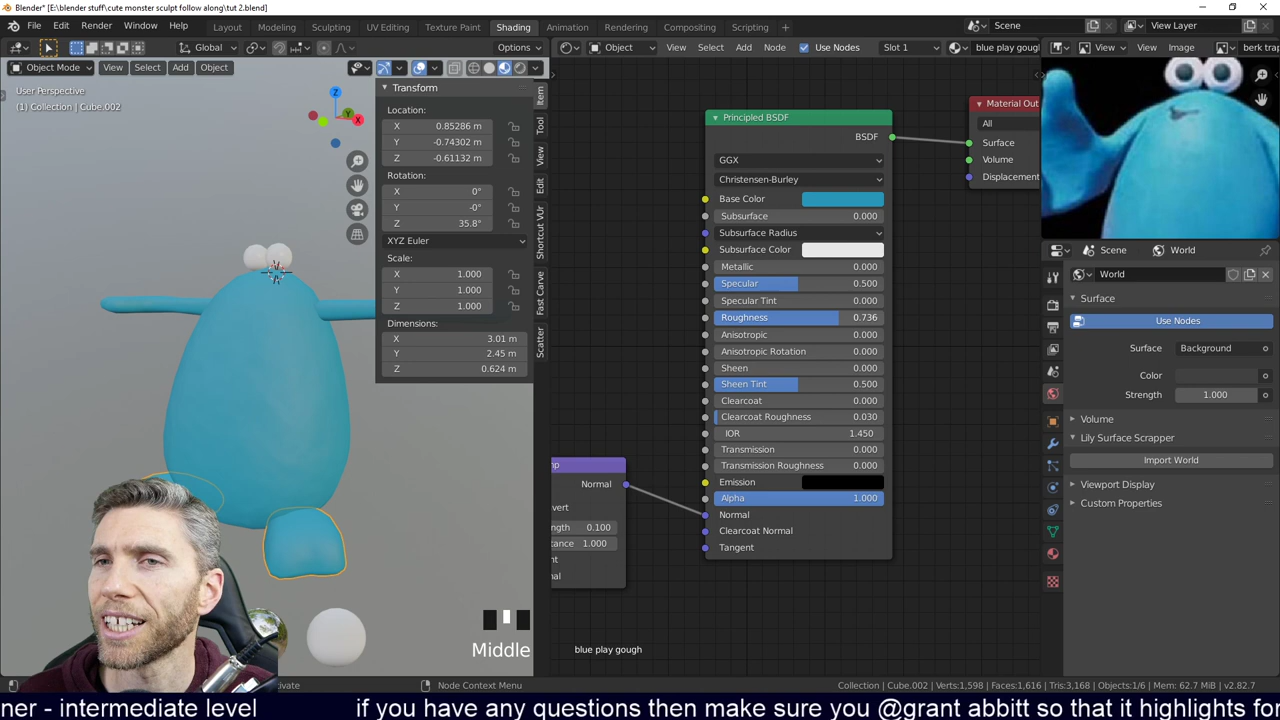 Blender* [E:\blender stuff\cute monster sculpt follow along\tut 2.blend]
File Edit Render Window Help
Layout Modeling Sculpting UV Editing Texture Paint Shading Animation Rendering Compositing Scripting
Scene
View Layer
Global
Options
Object
View Select Add Node
Use Nodes
Slot 1
blue play gough
View
View Image
berk trap
Object Mode
View Select Add Object
User Perspective
(1) Collection | Cube.002
Z
Y
X
Transform
Location:
X 0.85286 m
Y -0.74302 m
Z -0.61132 m
Rotation:
X 0°
Y -0°
Z 35.8°
XYZ Euler
Scale:
X 1.000
Y 1.000
Z 1.000
Dimensions:
X 3.01 m
Y 2.45 m
Z 0.624 m
Item
Tool
View
Edit
Shortcut VUr
Fast Carve
Scatter
Principled BSDF
BSDF
GGX
Christensen-Burley
Base Color
Subsurface 0.000
Subsurface Radius
Subsurface Color
Metallic 0.000
Specular 0.500
Specular Tint 0.000
Roughness 0.736
Anisotropic 0.000
Anisotropic Rotation 0.000
Sheen 0.000
Sheen Tint 0.500
Clearcoat 0.000
Clearcoat Roughness 0.030
IOR 1.450
Transmission 0.000
Transmission Roughness 0.000
Emission
Alpha 1.000
Normal
Clearcoat Normal
Tangent
Material Out
All
Surface
Volume
Displacement
np
Normal
vert
ngth 0.100
tance 1.000
nt
nal
blue play gough
Middle
Scene
World
World
Surface
Use Nodes
Surface Background
Color
Strength 1.000
Volume
Lily Surface Scrapper
Import World
Viewport Display
Custom Properties
ivate
Node Context Menu
Collection | Cube.002 | Verts:1,598 | Faces:1,616 | Tris:3,168 | Objects:1/6 | Mem: 62.7 MiB | v2.82.7
ner - intermediate level if you have any questions then make sure you @grant abbitt so that it highlights for